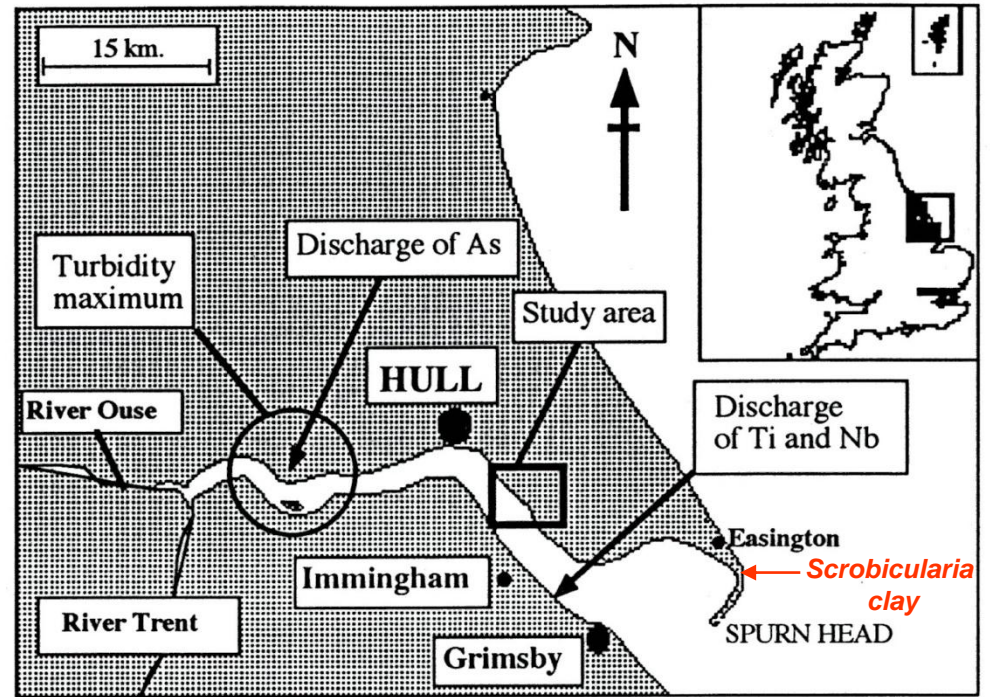 15 km.
N
Discharge of As
Turbidity
maximum
Study area
HULL
River Ouse
Discharge
of Ti and Nb
Easington
Immingham
Scrobicularia
clay
River Trent
SPURN HEAD
Grimsby